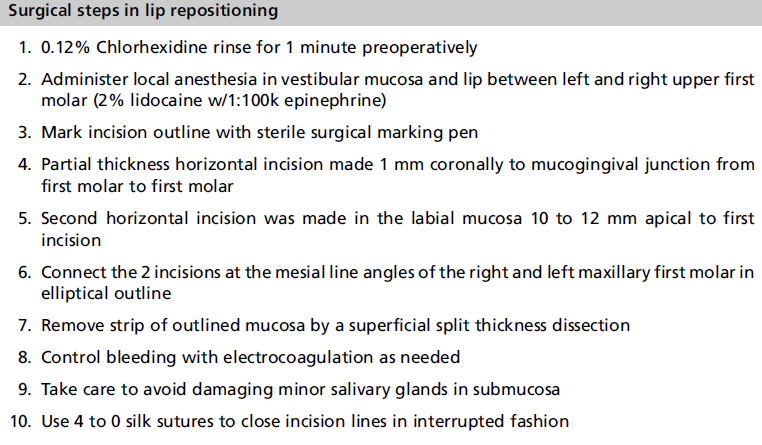 Surgical steps in lip repositioning
1. 0.12% Chlorhexidine rinse for 1 minute preoperatively
2. Administer local anesthesia in vestibular mucosa and lip between left and right upper first
molar (2% lidocaine w/1:100k epinephrine)
3. Mark incision outline with sterile surgical marking pen
4. Partial thickness horizontal incision made 1 mm coronally to mucogingival junction from
first molar to first molar
5. Second horizontal incision was made in the labial mucosa 10 to 12 mm apical to first
incision
6. Connect the 2 incisions at the mesial line angles of the right and left maxillary first molar in
elliptical outline
7. Remove strip of outlined mucosa by a superficial split thickness dissection
8. Control bleeding with electrocoagulation as needed
9. Take care to avoid damaging minor salivary glands in submucosa
10. Use 4 to 0 silk sutures to close incision lines in interrupted fashion